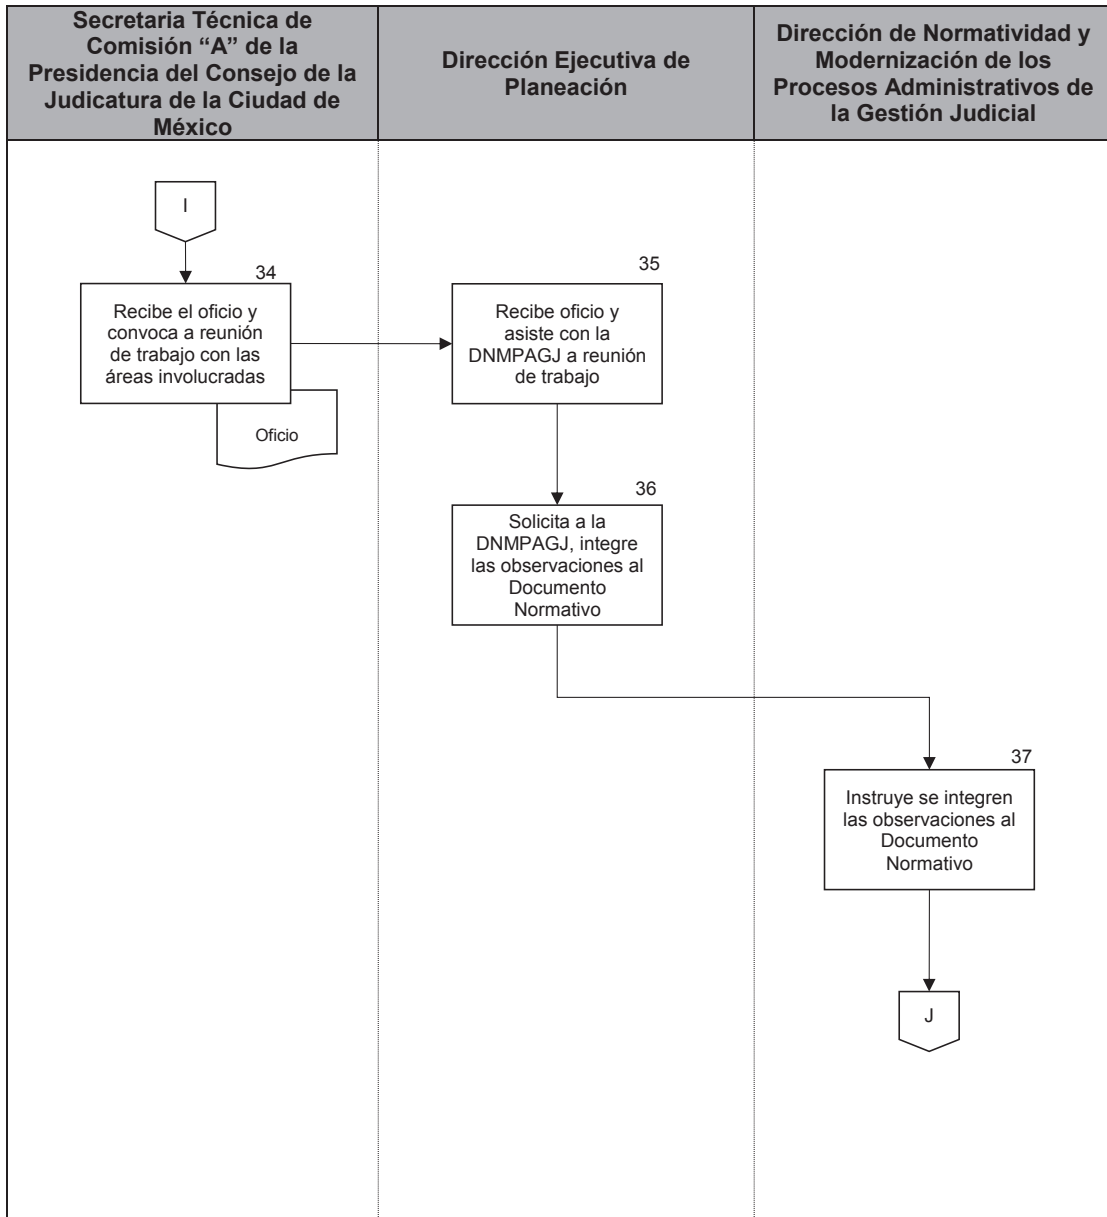 Secretaria Técnica de
Comisión “A” de la
Presidencia del Consejo de la
Judicatura de la Ciudad de
México
Dirección Ejecutiva de
Planeación
Dirección de Normatividad y
Modernización de los
Procesos Administrativos de
la Gestión Judicial
I
34
Recibe el oficio y
convoca a reunión
de trabajo con las
áreas involucradas
Oficio
35
Recibe oficio y
asiste con la
DNMPAGJ a reunión
de trabajo
36
Solicita a la
DNMPAGJ, integre
las observaciones al
Documento
Normativo
37
Instruye se integren
las observaciones al
Documento
Normativo
J